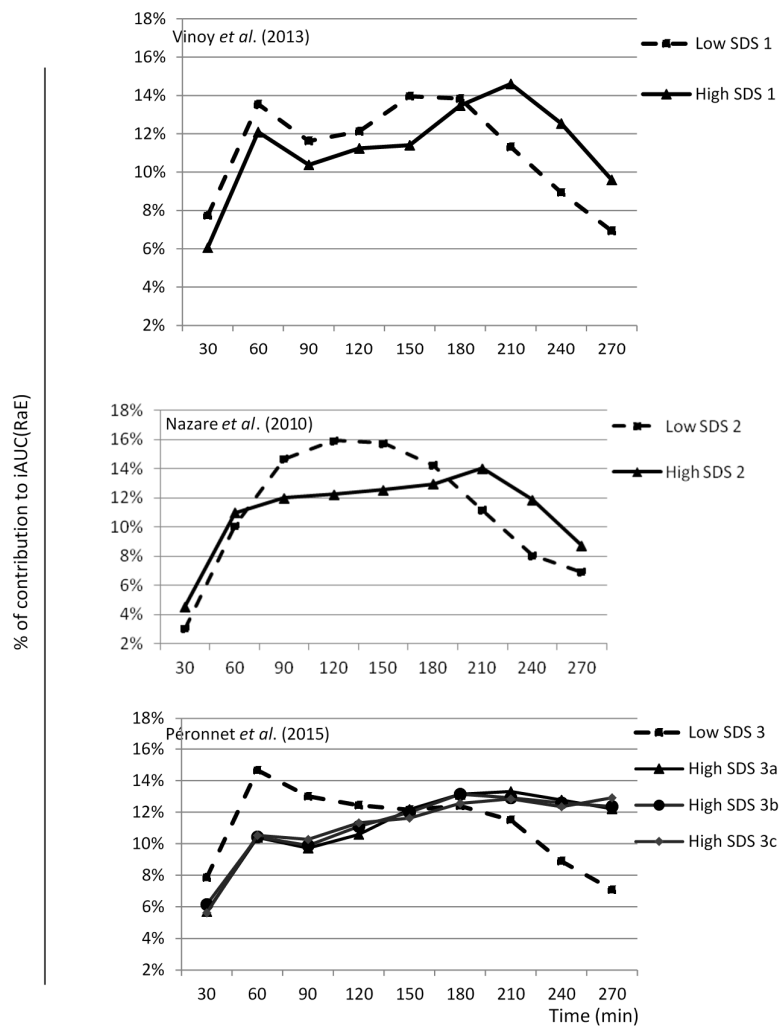 % of contribution to iAUC(RaE)
18%
Vinoy et al. (2013)
18%
14%
12%
10%
8%
6%
4%
2%
30 60 90 120 150 180 210 240 270
Low SDS 1
High SDS 1
18%
Nazare et al. (2010)
16%
14%
12%
10%
8%
6%
4%
2%
30 60 90 120 150 180 210 240 270
Low SDS 2
High SDS 2
18%
Péronnet et al. (2015)
16%
14%
12%
10%
8%
6%
4%
2%
30 60 90 120 150 180 210 240 270
Time (min)
Low SDS 3
High SDS 3a
High SDS 3b
High SDS 3c